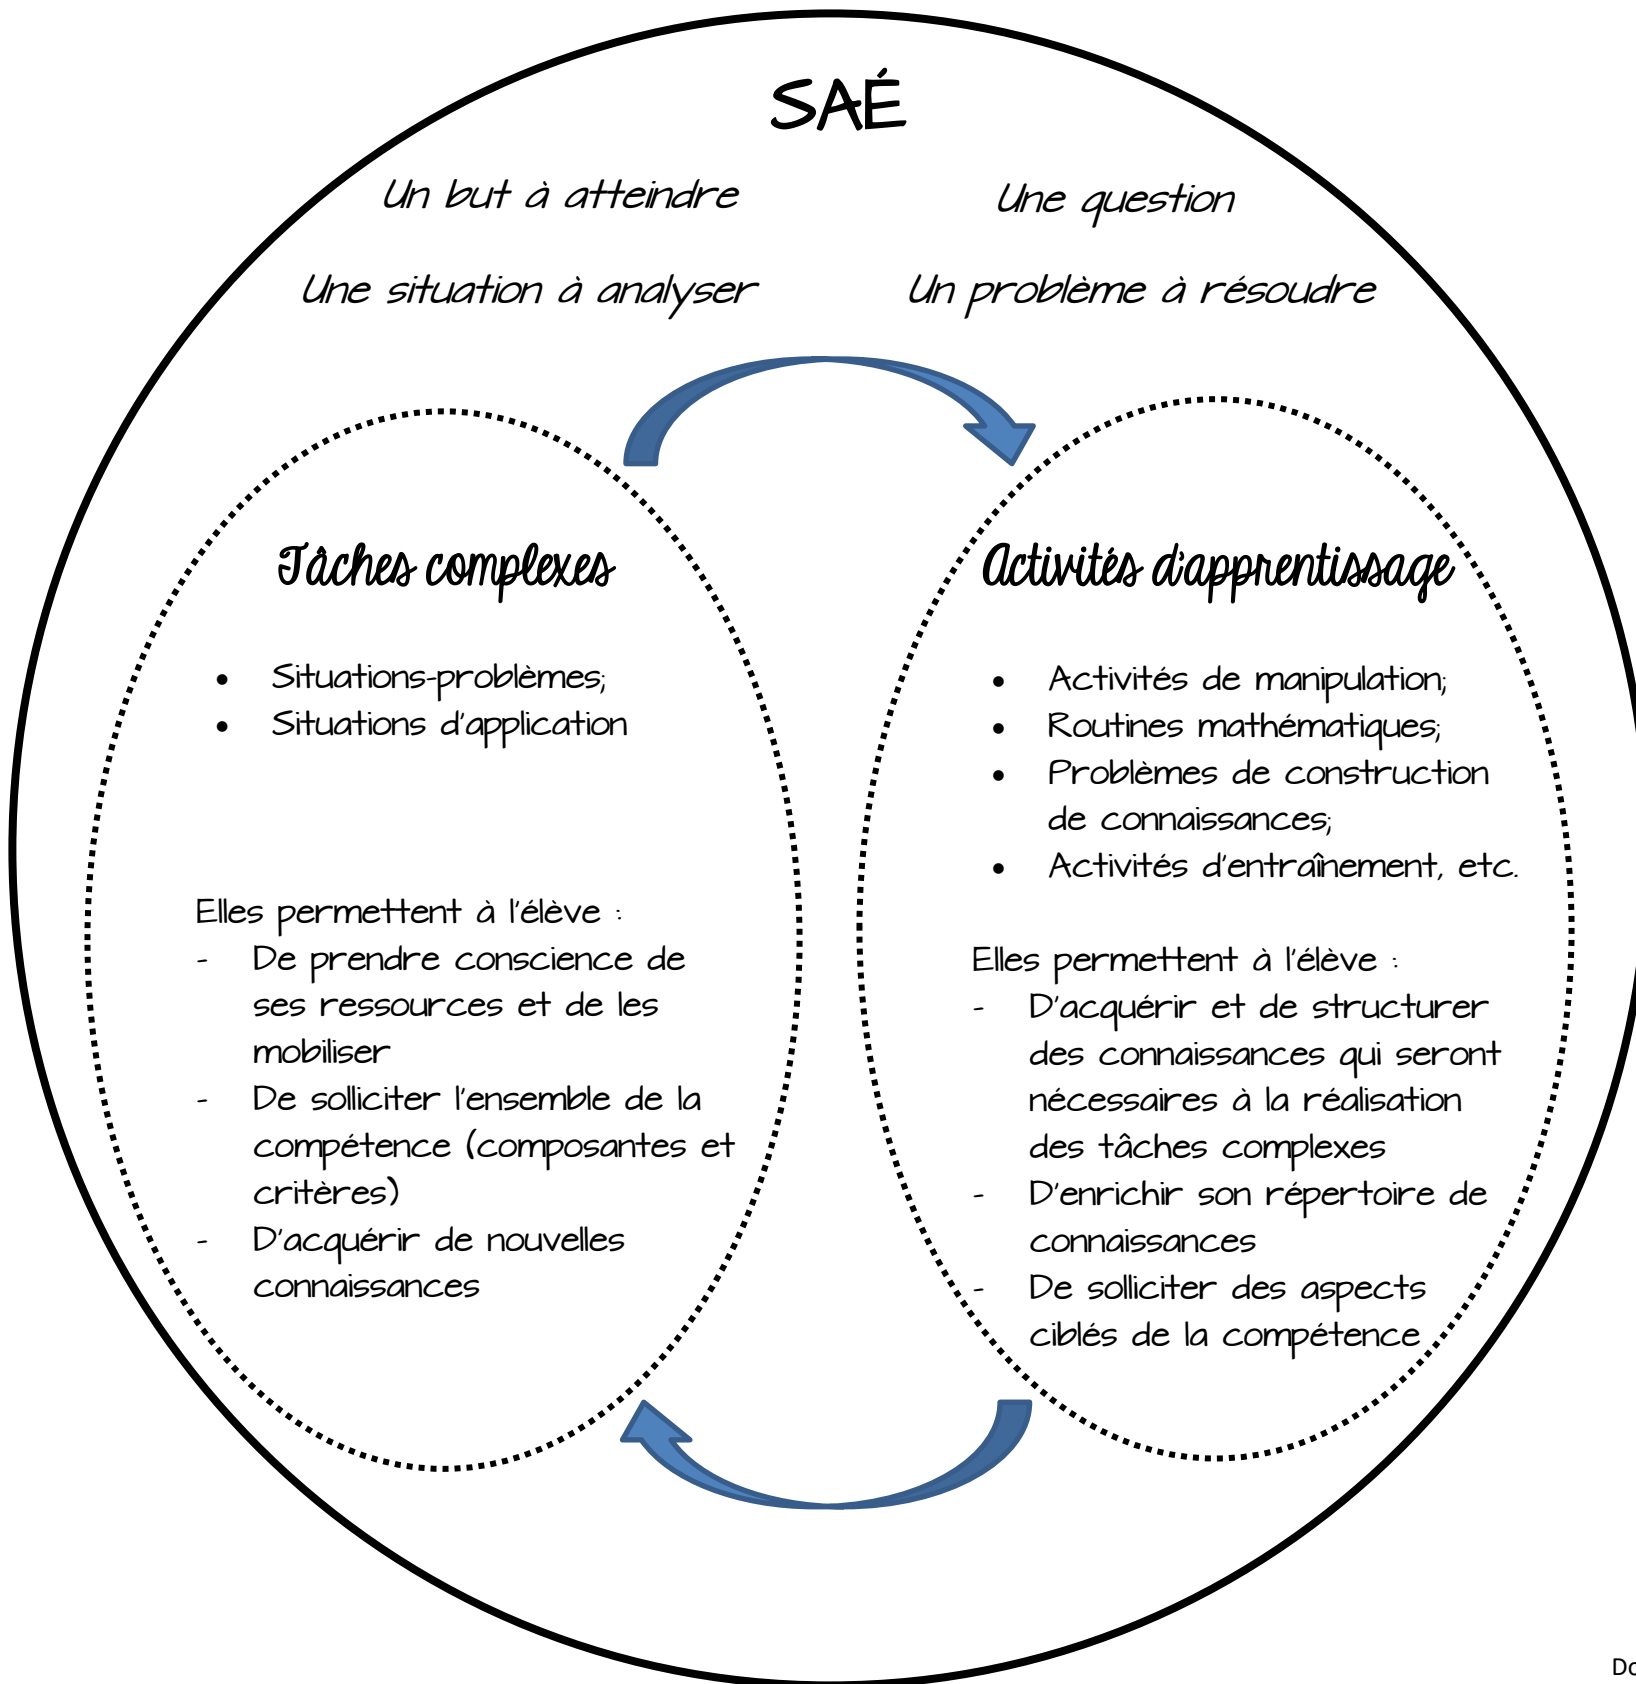 SAÉ
Un but à atteindre
Une question
Une situation à analyser
Un problème à résoudre
Tâches complexes
• Situations-problèmes;
• Situations d'application
Elles permettent à l'élève :
- De prendre conscience de
ses ressources et de les
mobiliser
- De solliciter l'ensemble de la
compétence (composantes et
critères)
- D'acquérir de nouvelles
connaissances
Activités d'apprentissage
• Activités de manipulation;
• Routines mathématiques;
• Problèmes de construction
de connaissances;
• Activités d'entraînement, etc.
Elles permettent à l'élève :
- D'acquérir et de structurer
des connaissances qui seront
nécessaires à la réalisation
des tâches complexes
- D'enrichir son répertoire de
connaissances
- De solliciter des aspects
ciblés de la compétence